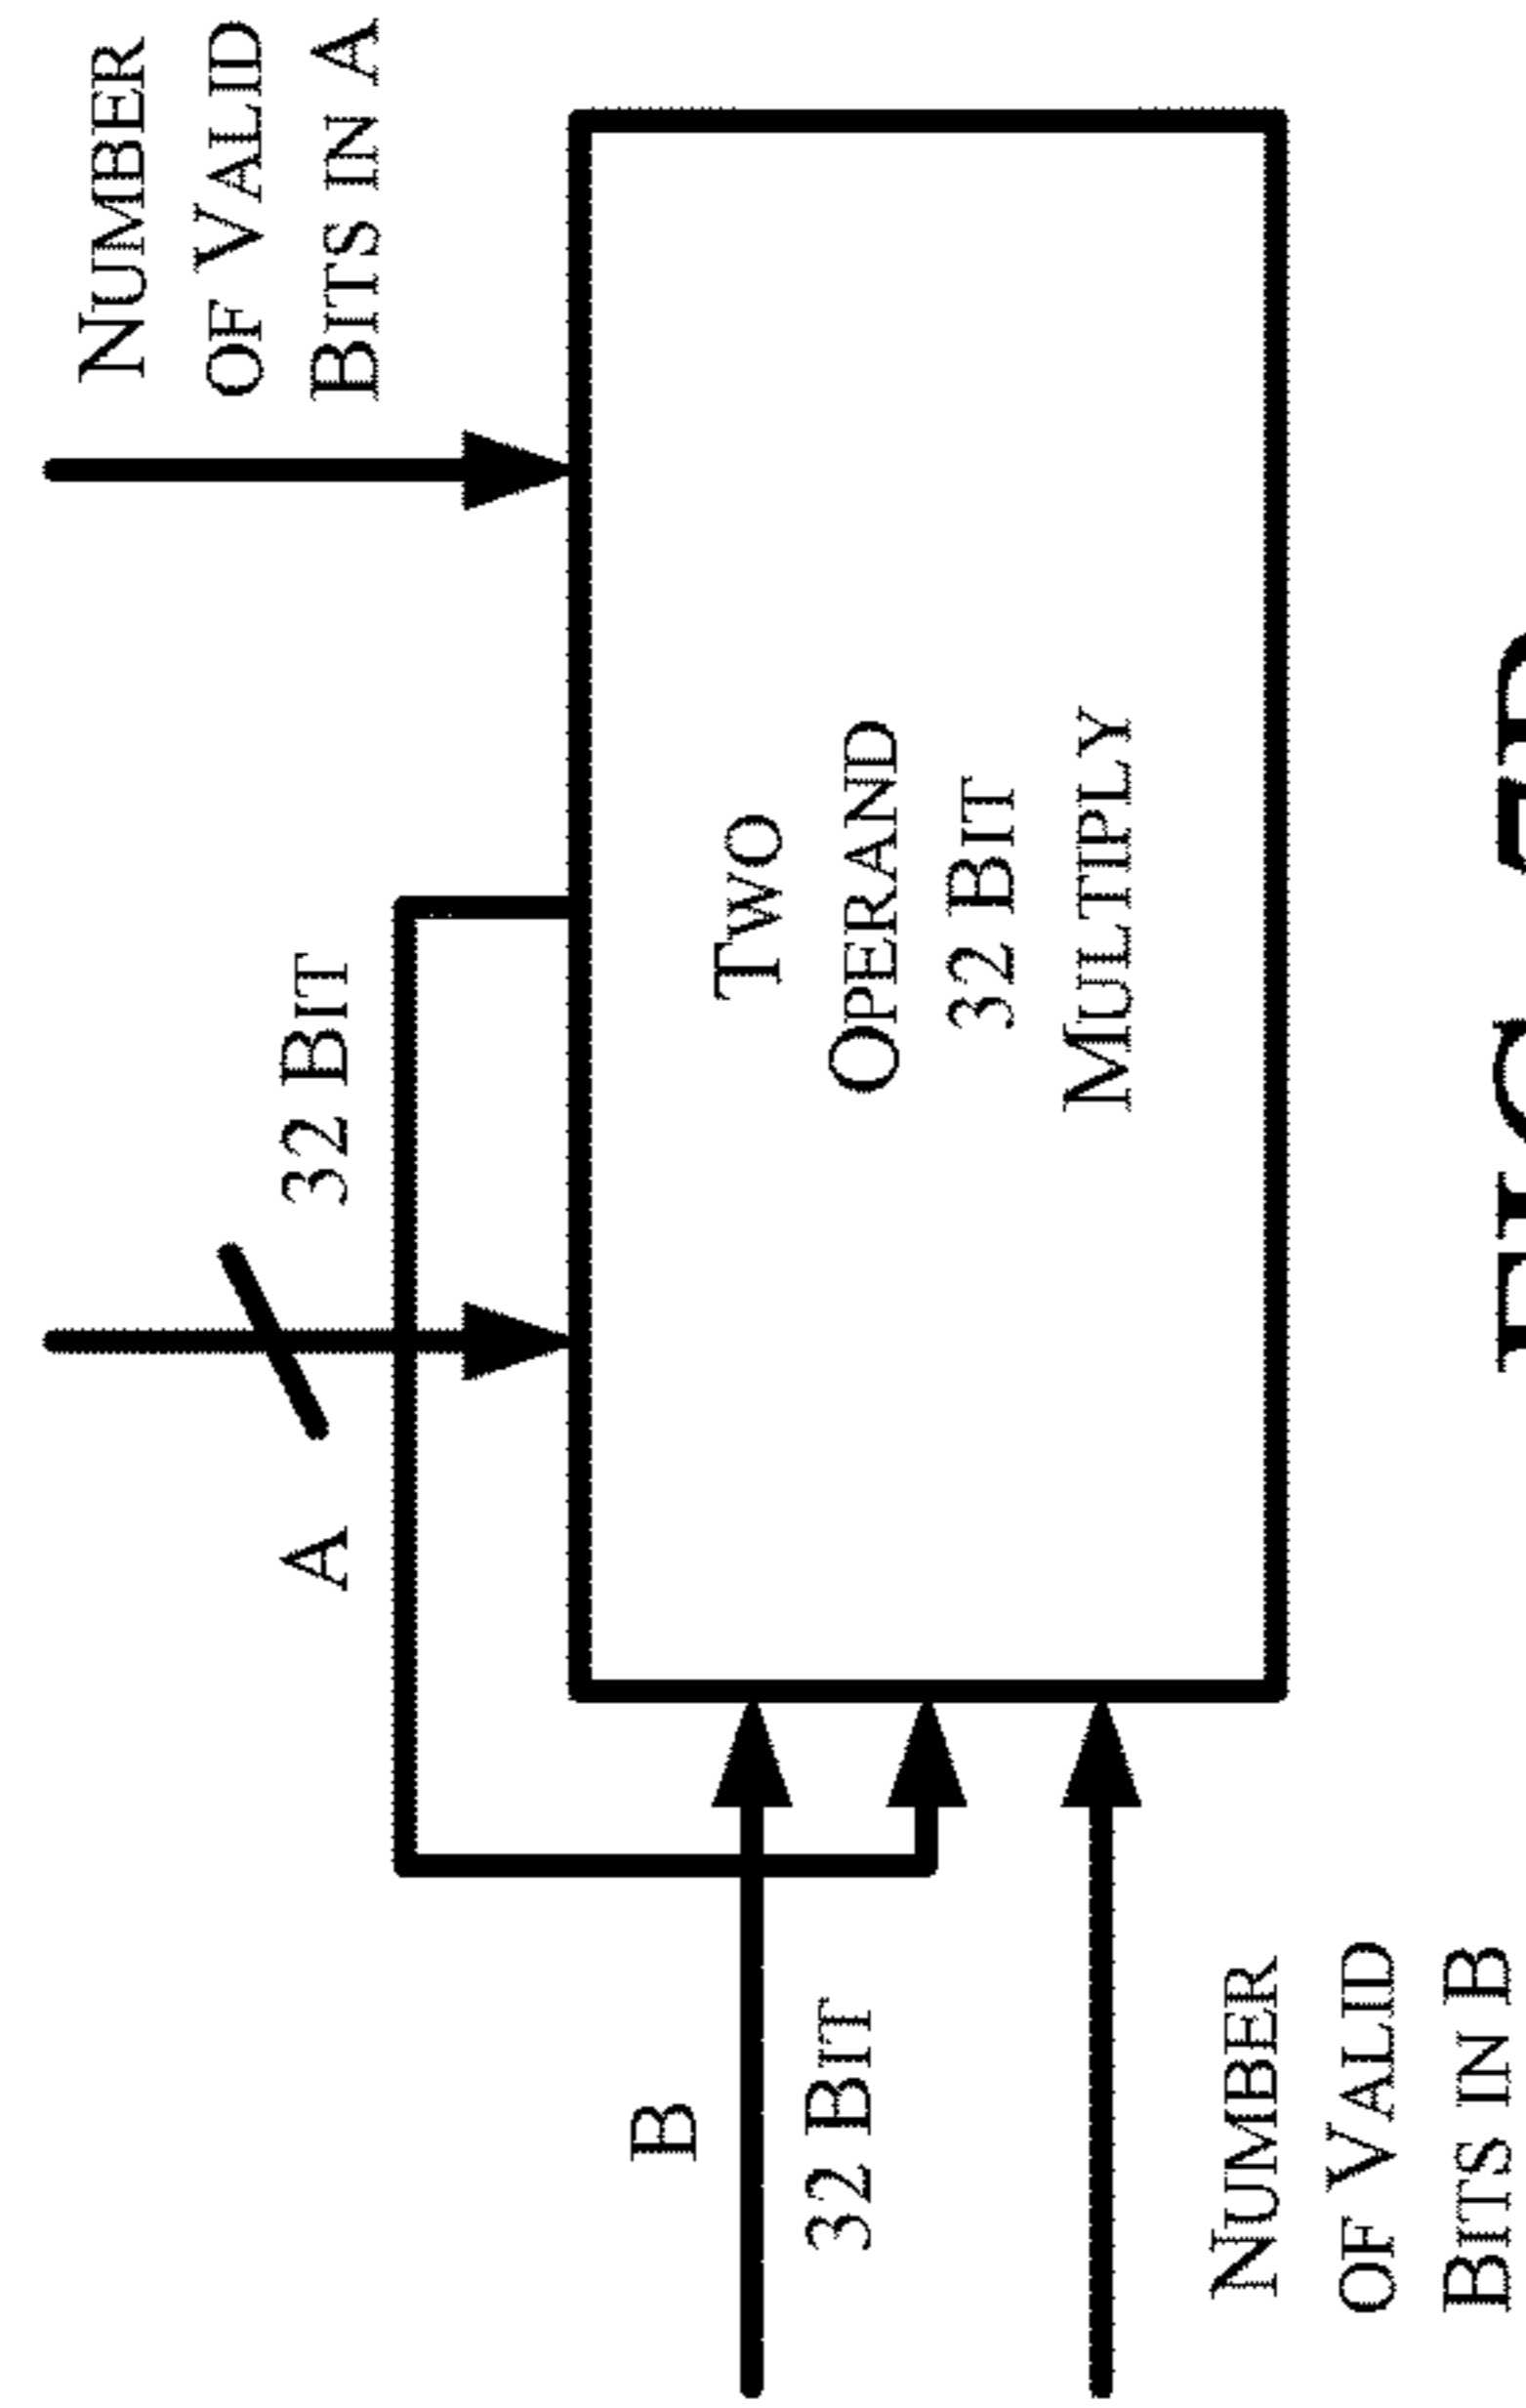 NUMBER
OF VALID
BITS IN A
A
32 BIT
B
32 BIT
TWO
OPERAND
32 BIT
MULTIPLY
NUMBER
OF VALID
BITS IN B